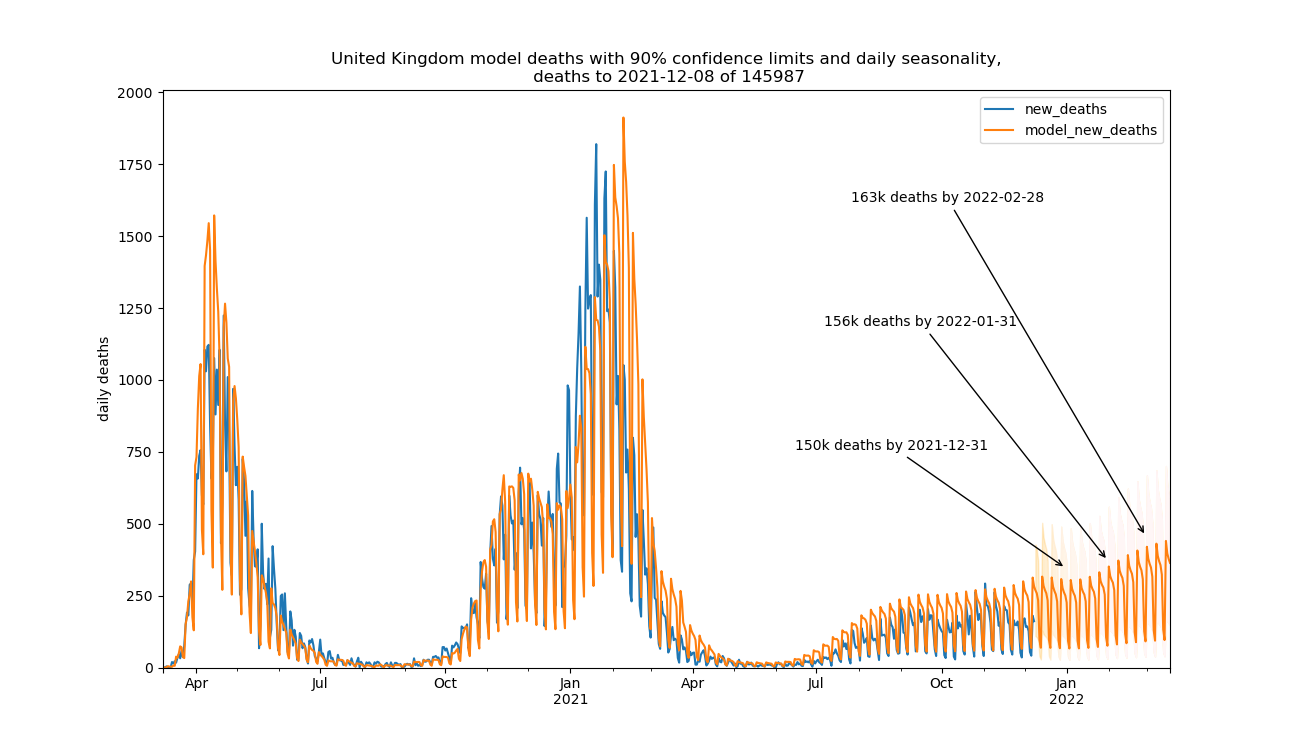 United Kingdom model deaths with 90% confidence limits and daily seasonality,
deaths to 2021-12-08 of 145987
new_deaths
model_new_deaths
daily deaths
2000
1750
1500
1250
1000
750
500
250
0
163k deaths by 2022-02-28
156k deaths by 2022-01-31
150k deaths by 2021-12-31
Apr Jul Oct Jan Apr Jul Oct Jan
2021 2022